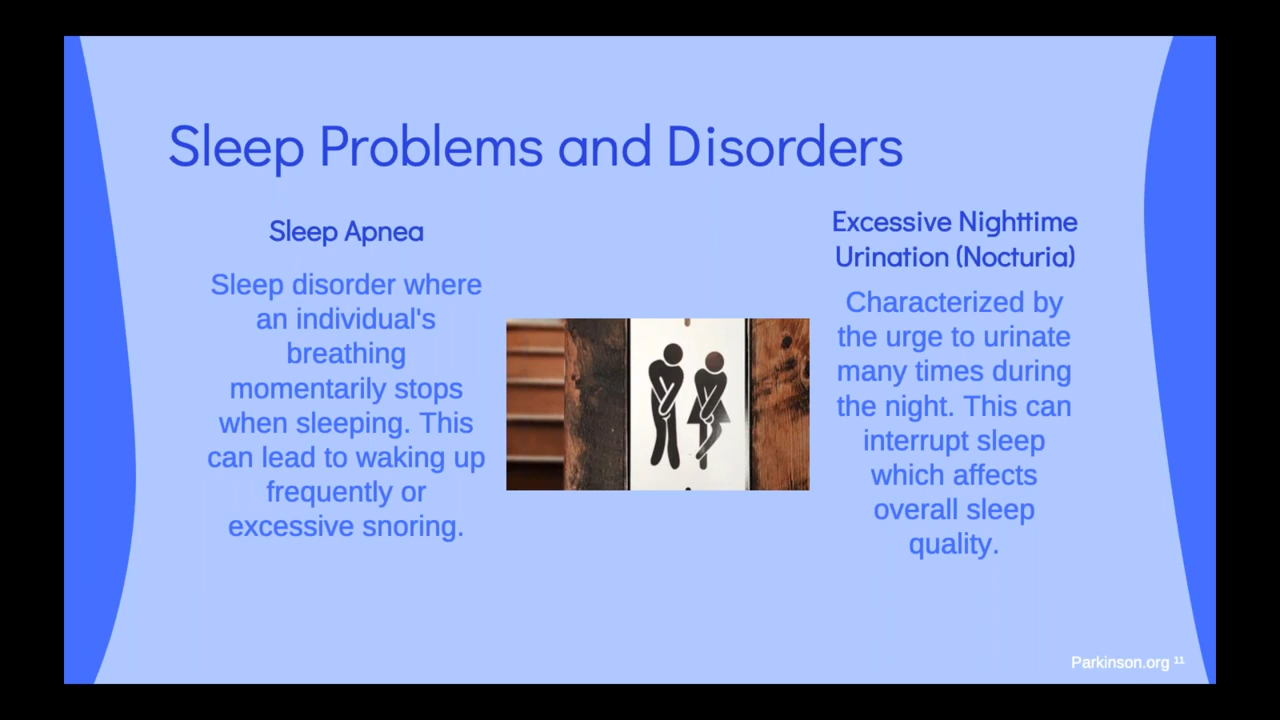 Sleep Problems and Disorders
Sleep Apnea
Sleep disorder where
an individual's
breathing
momentarily stops
when sleeping. This
can lead to waking up
frequently or
excessive snoring.
Excessive Nighttime
Urination (Nocturia)
Characterized by
the urge to urinate
many times during
the night. This can
interrupt sleep
which affects
overall sleep
quality.
Parkinson.org ¹¹